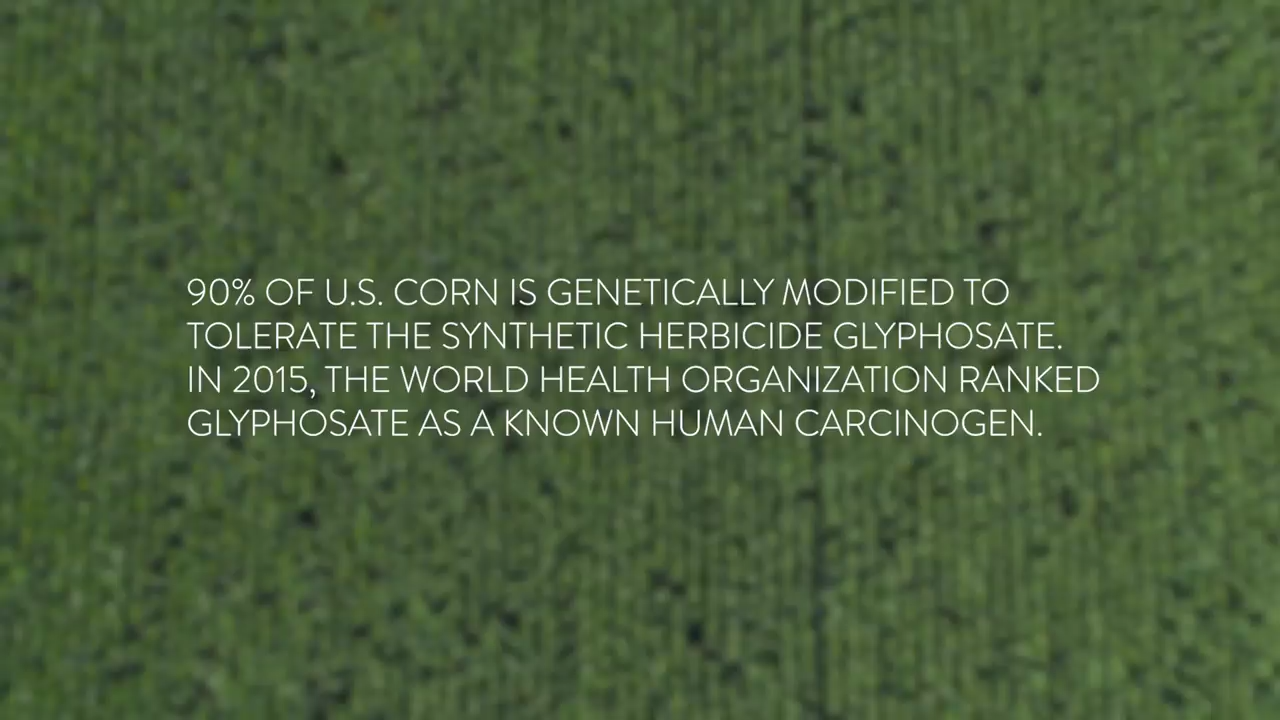 90% OF U.S. CORN IS GENETICALLY MODIFIED TO
TOLERATE THE SYNTHETIC HERBICIDE GLYPHOSATE.
IN 2015, THE WORLD HEALTH ORGANIZATION RANKED
GLYPHOSATE AS A KNOWN HUMAN CARCINOGEN.